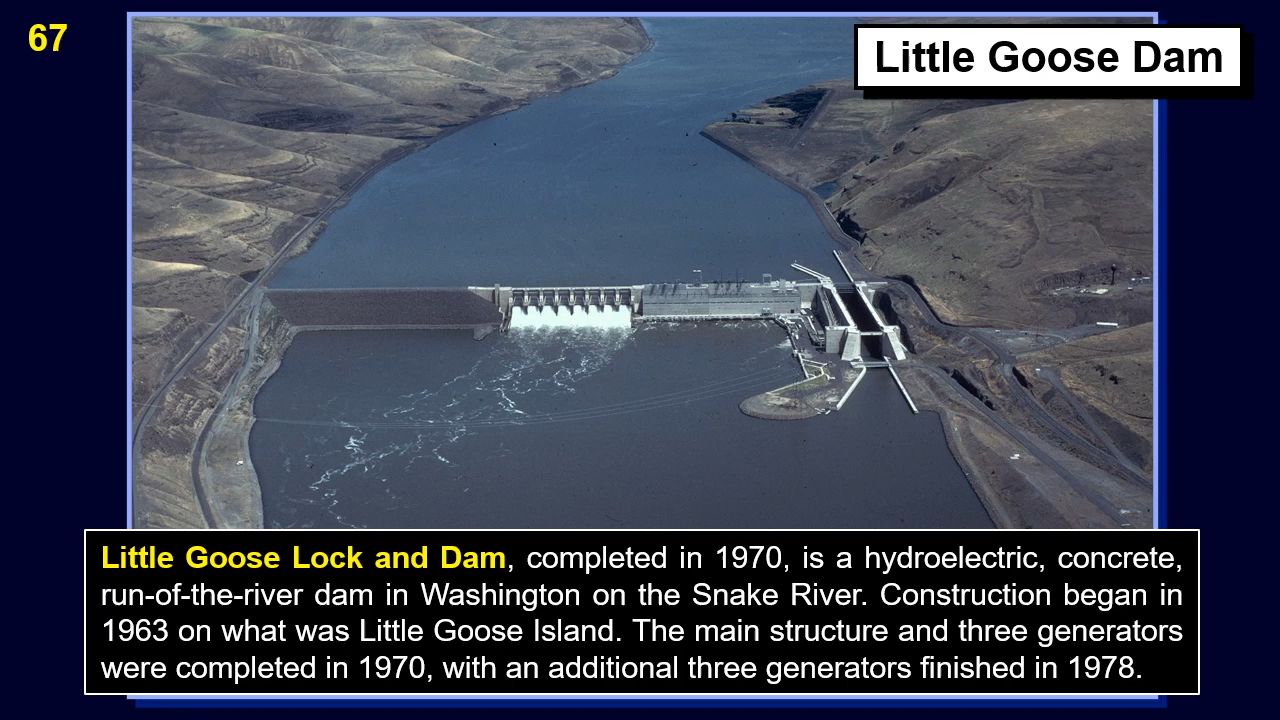 67
Little Goose Dam
Little Goose Lock and Dam, completed in 1970, is a hydroelectric, concrete,
run-of-the-river dam in Washington on the Snake River. Construction began in
1963 on what was Little Goose Island. The main structure and three generators
were completed in 1970, with an additional three generators finished in 1978.